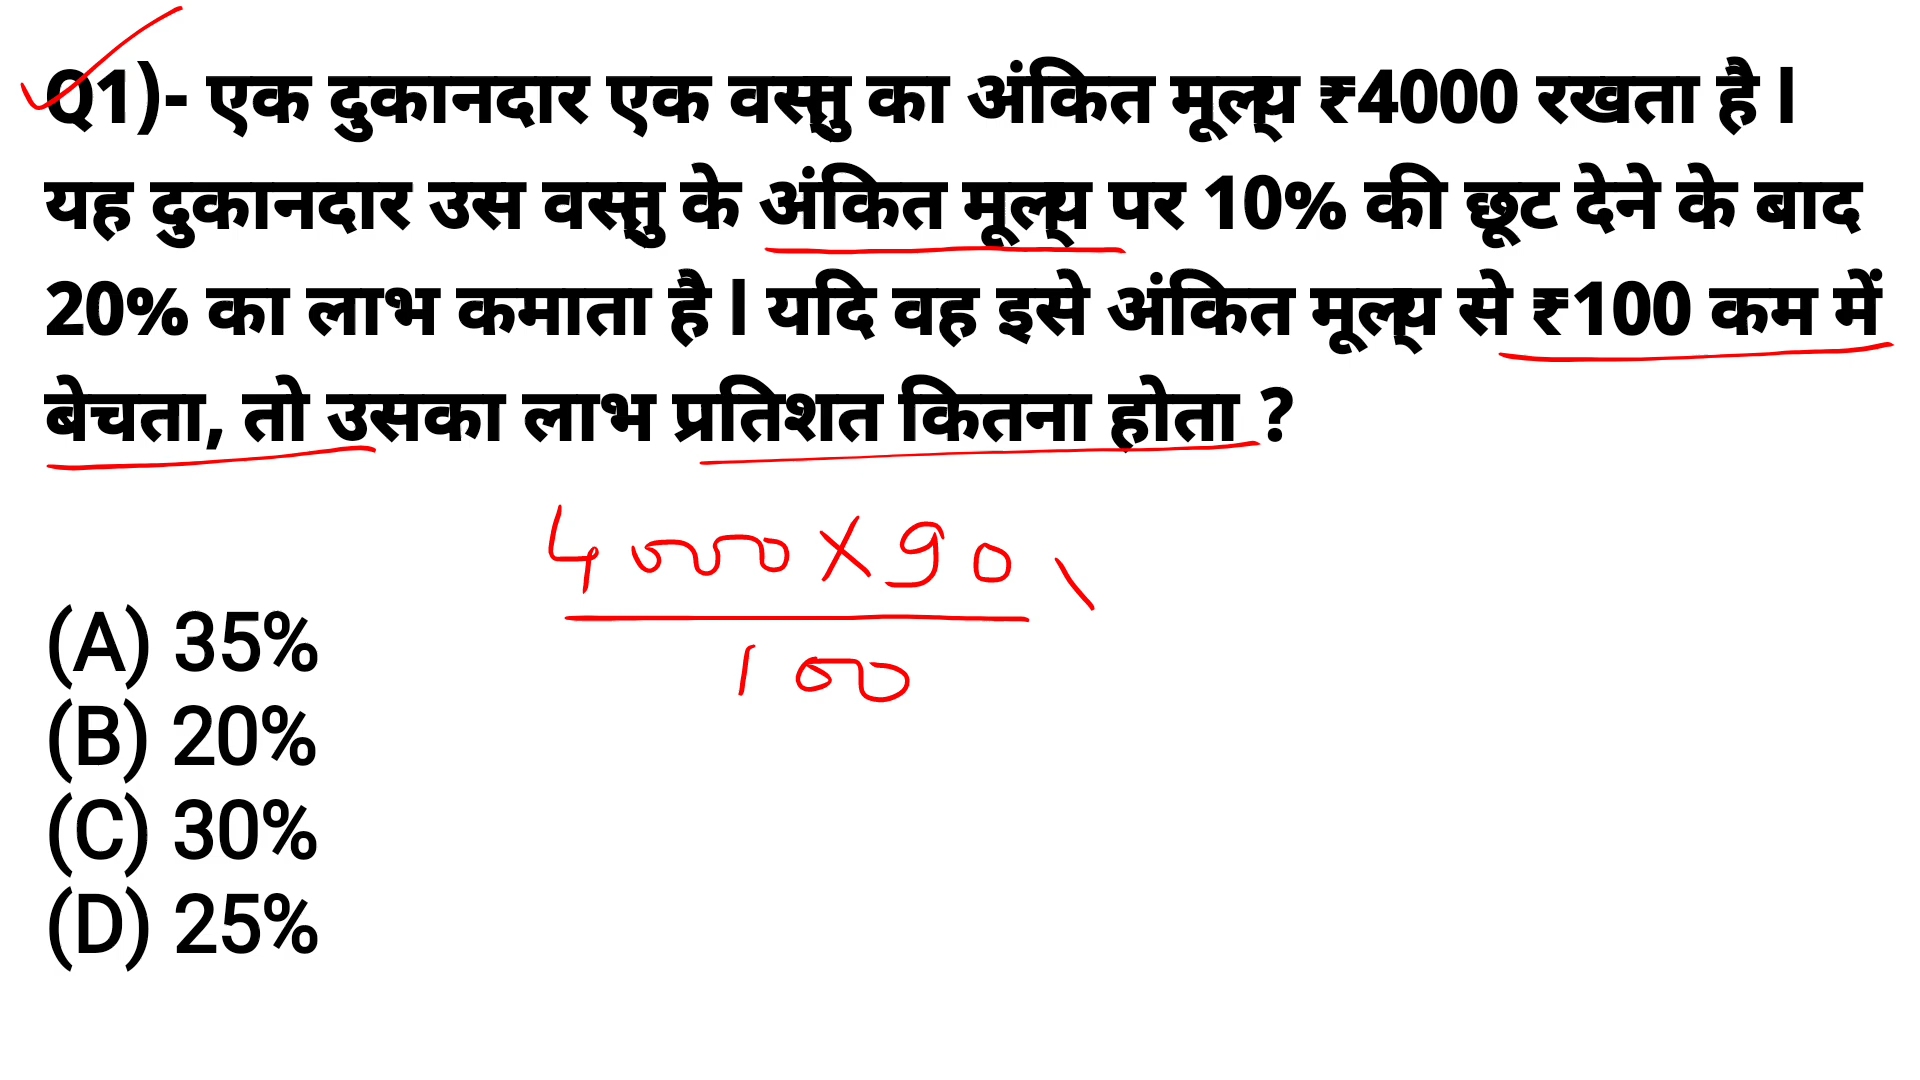 Q1)- एक दुकानदार एक वस्तु का अंकित मूल्य ₹4000 रखता है।
यह दुकानदार उस वस्तु के अंकित मूल्य पर 10% की छूट देने के बाद
20% का लाभ कमाता है। यदि वह इसे अंकित मूल्य से ₹100 कम में
बेचता, तो उसका लाभ प्रतिशत कितना होता ?
4000 × 90
100
(A) 35%
(B) 20%
(C) 30%
(D) 25%